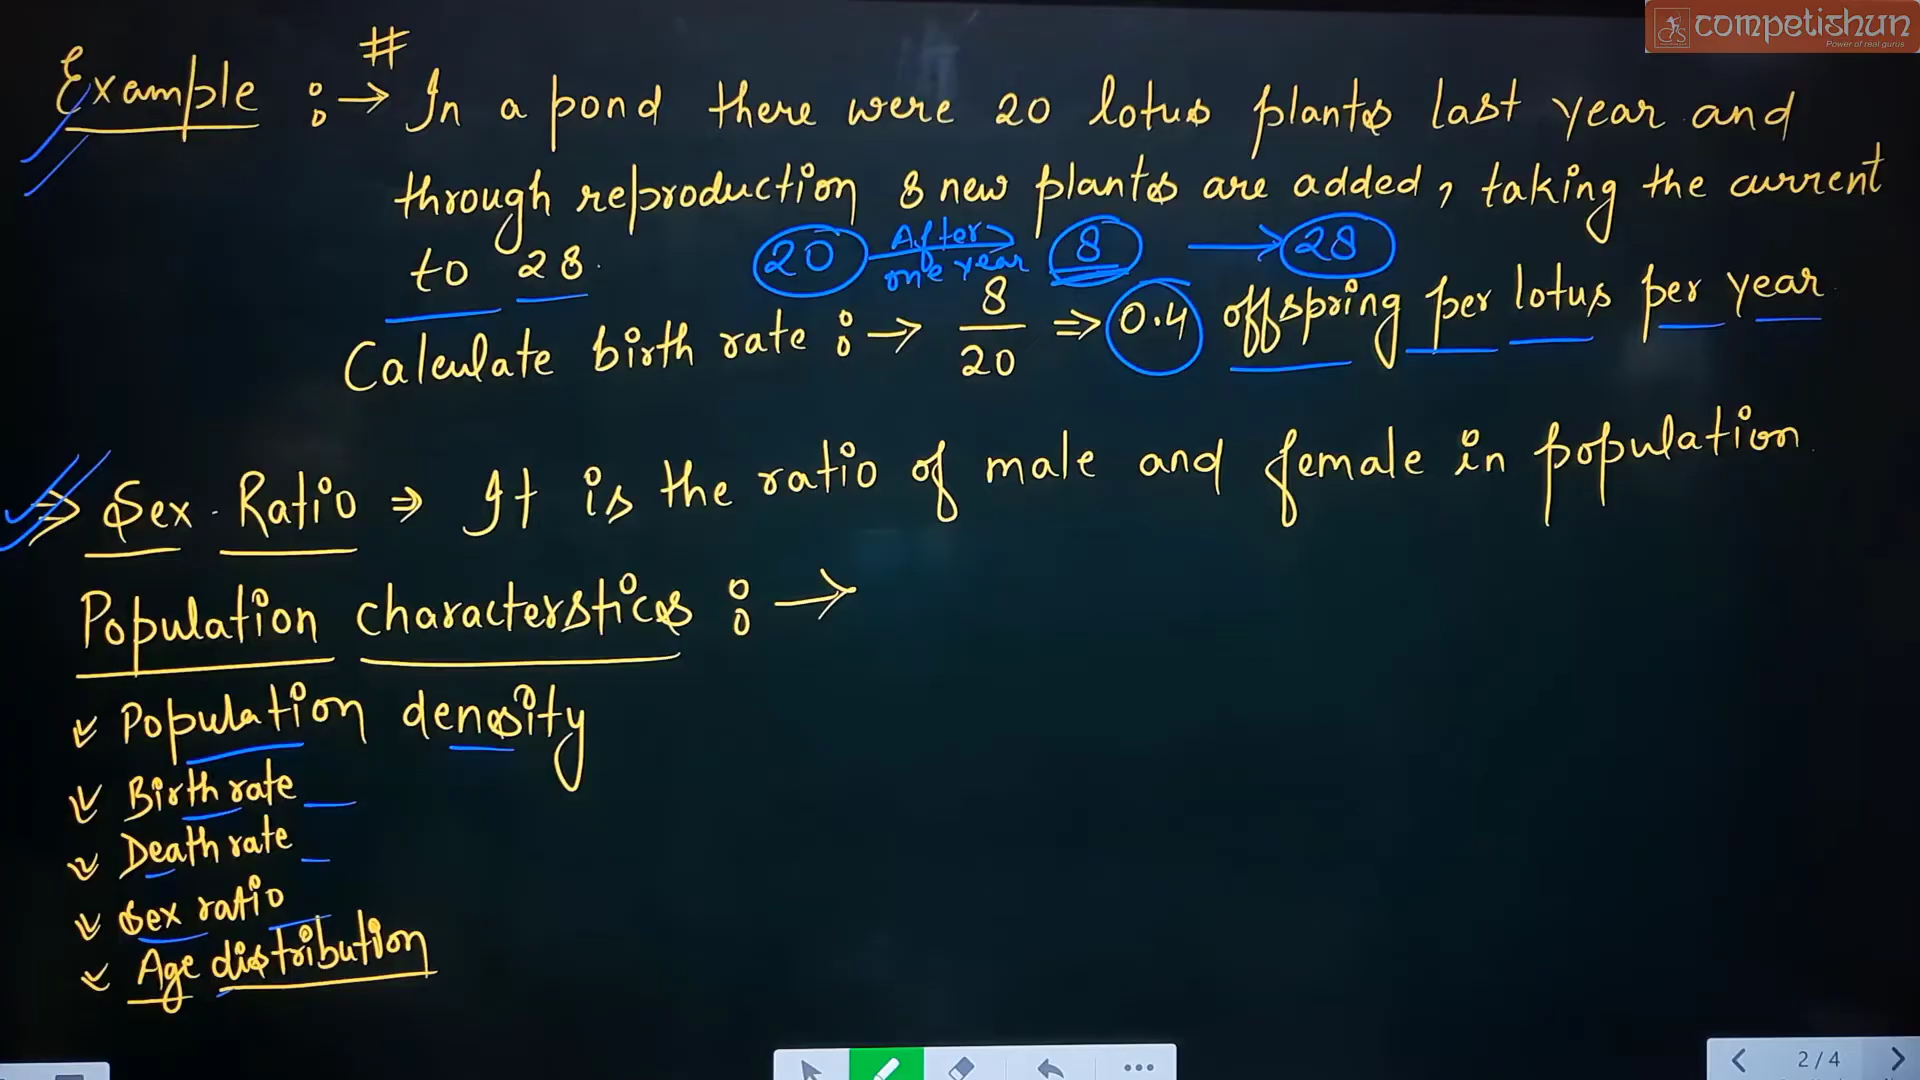 competishun
Power of real gurus
#
Example :→ In a pond there were 20 lotus plants last year and
through reproduction 8 new plants are added, taking the current
to 28.
20 After one year 8 → 28
Calculate birth rate :→ 8/20 ⇒ 0.4 offspring per lotus per year
⇒ Sex Ratio ⇒ It is the ratio of male and female in population
Population characterstics :→
Population density
Birth rate
Death rate
Sex ratio
Age distribution
2/4